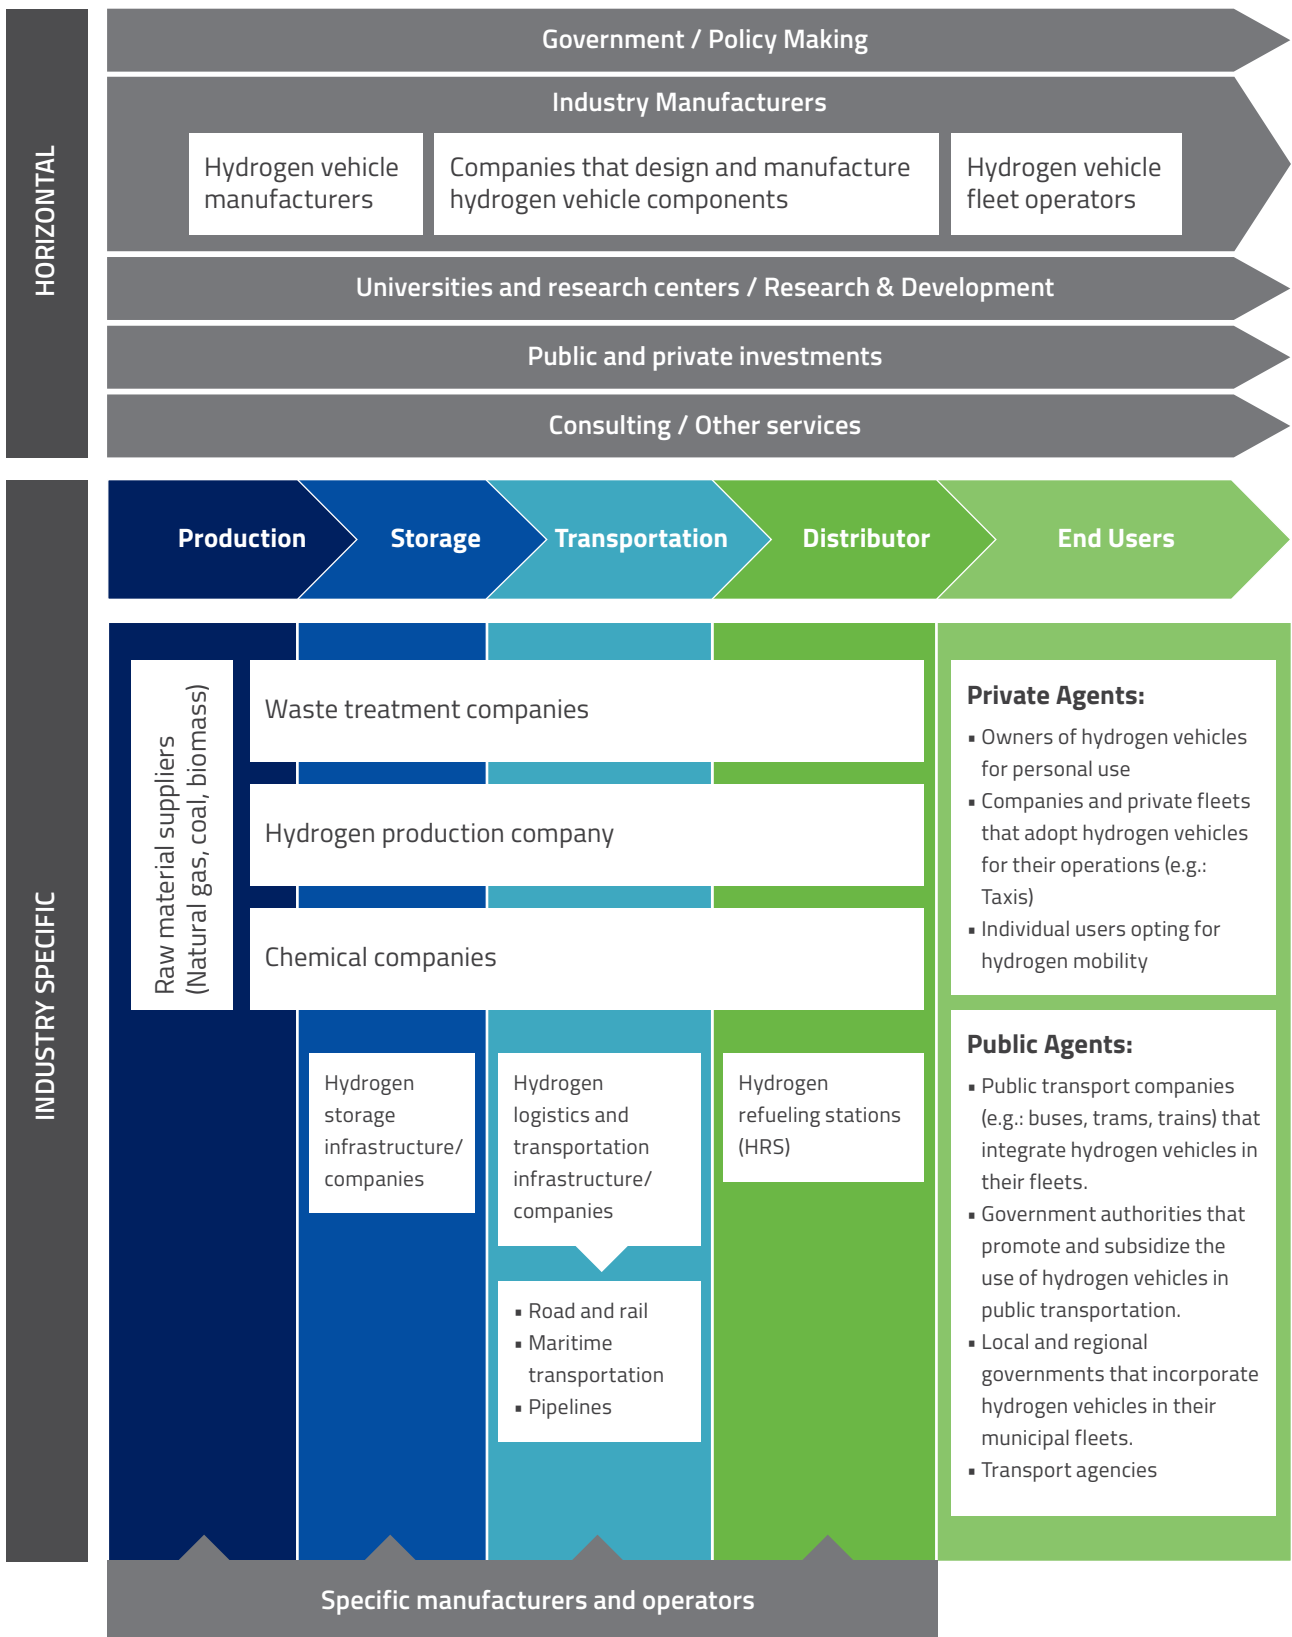 HORIZONTAL
Government / Policy Making
Industry Manufacturers
Hydrogen vehicle
manufacturers
Companies that design and manufacture
hydrogen vehicle components
Hydrogen vehicle
fleet operators
Universities and research centers / Research & Development
Public and private investments
Consulting / Other services
INDUSTRY SPECIFIC
Production
Storage
Transportation
Distributor
End Users
Raw material suppliers
(Natural gas, coal, biomass)
Waste treatment companies
Hydrogen production company
Chemical companies
Hydrogen
storage
infrastructure/
companies
Hydrogen
logistics and
transportation
infrastructure/
companies
▪ Road and rail
▪ Maritime
transportation
▪ Pipelines
Hydrogen
refueling stations
(HRS)
Private Agents:
▪ Owners of hydrogen vehicles
for personal use
▪ Companies and private fleets
that adopt hydrogen vehicles
for their operations (e.g.:
Taxis)
▪ Individual users opting for
hydrogen mobility
Public Agents:
▪ Public transport companies
(e.g.: buses, trams, trains) that
integrate hydrogen vehicles in
their fleets.
▪ Government authorities that
promote and subsidize the
use of hydrogen vehicles in
public transportation.
▪ Local and regional
governments that incorporate
hydrogen vehicles in their
municipal fleets.
▪ Transport agencies
Specific manufacturers and operators